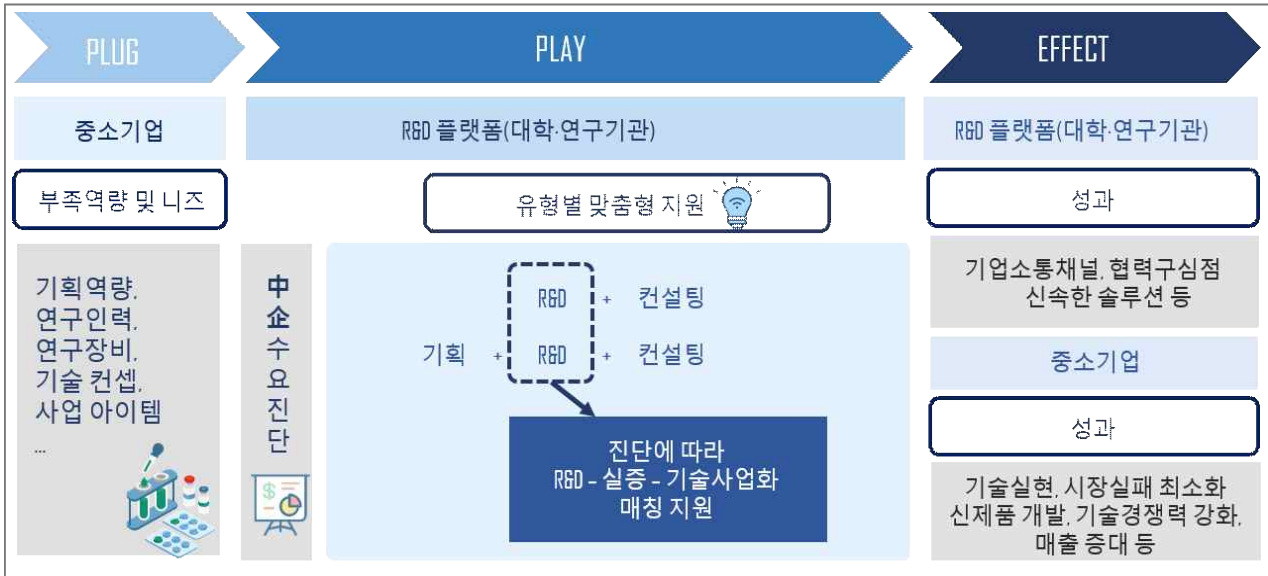 PLUG
PLAY
EFFECT
중소기업
R&D 플랫폼(대학·연구기관)
R&D 플랫폼(대학·연구기관)
부족역량 및 니즈
유형별 맞춤형 지원
성과
기획역량,
연구인력,
연구장비,
기술 컨셉,
사업 아이템
...
中企수요진단
R&D + 컨설팅
기획 + R&D + 컨설팅
진단에 따라
R&D – 실증 – 기술사업화
매칭 지원
기업소통채널, 협력구심점
신속한 솔루션 등
중소기업
성과
기술실현, 시장실패 최소화
신제품 개발, 기술경쟁력 강화,
매출 증대 등
$